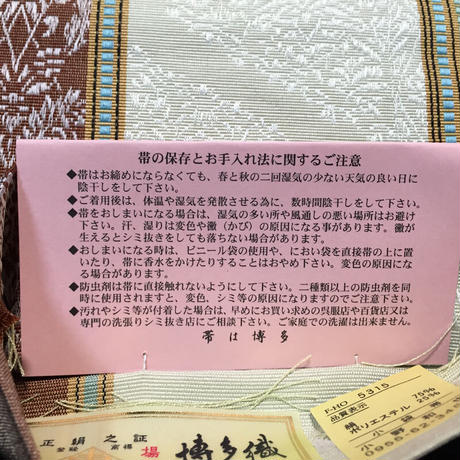 帯の保存とお手入れ法に関するご注意
◆帯はお締めにならなくても、春と秋の二回湿気の少ない天気の良い日に
陰干しをして下さい。
◆ご着用後は、体温や湿気を発散させる為に、数時間陰干しをして下さい。
◆帯をおしまいになる場合は、湿気の多い所や風通しの悪い場所はお避け
下さい。汗、湿りは変色や黴（かび）の原因になる事があります。黴が
生えるとシミ抜きをしても落ちない場合があります。
◆おしまいになる時は、ビニール袋の使用や、におい袋を直接帯の上に置
いたり、帯に香水をかけたりすることはおやめ下さい。変色の原因にな
る場合があります。
◆防虫剤は帯に直接触れないようにして下さい。二種類以上の防虫剤を同
時に使用されますと、変色、シミ等の原因になりますのでご注意下さい。
◆汚れやシミ等が付着した場合は、早めにお買い求めの呉服店や百貨店又は
専門の洗張りシミ抜き店にご相談下さい。ご家庭での洗濯は出来ません。
帯は博多
F-HO 5315
品質表示
絹 75%
ポリエステル 25%
正絹之証
登録商標
博多織